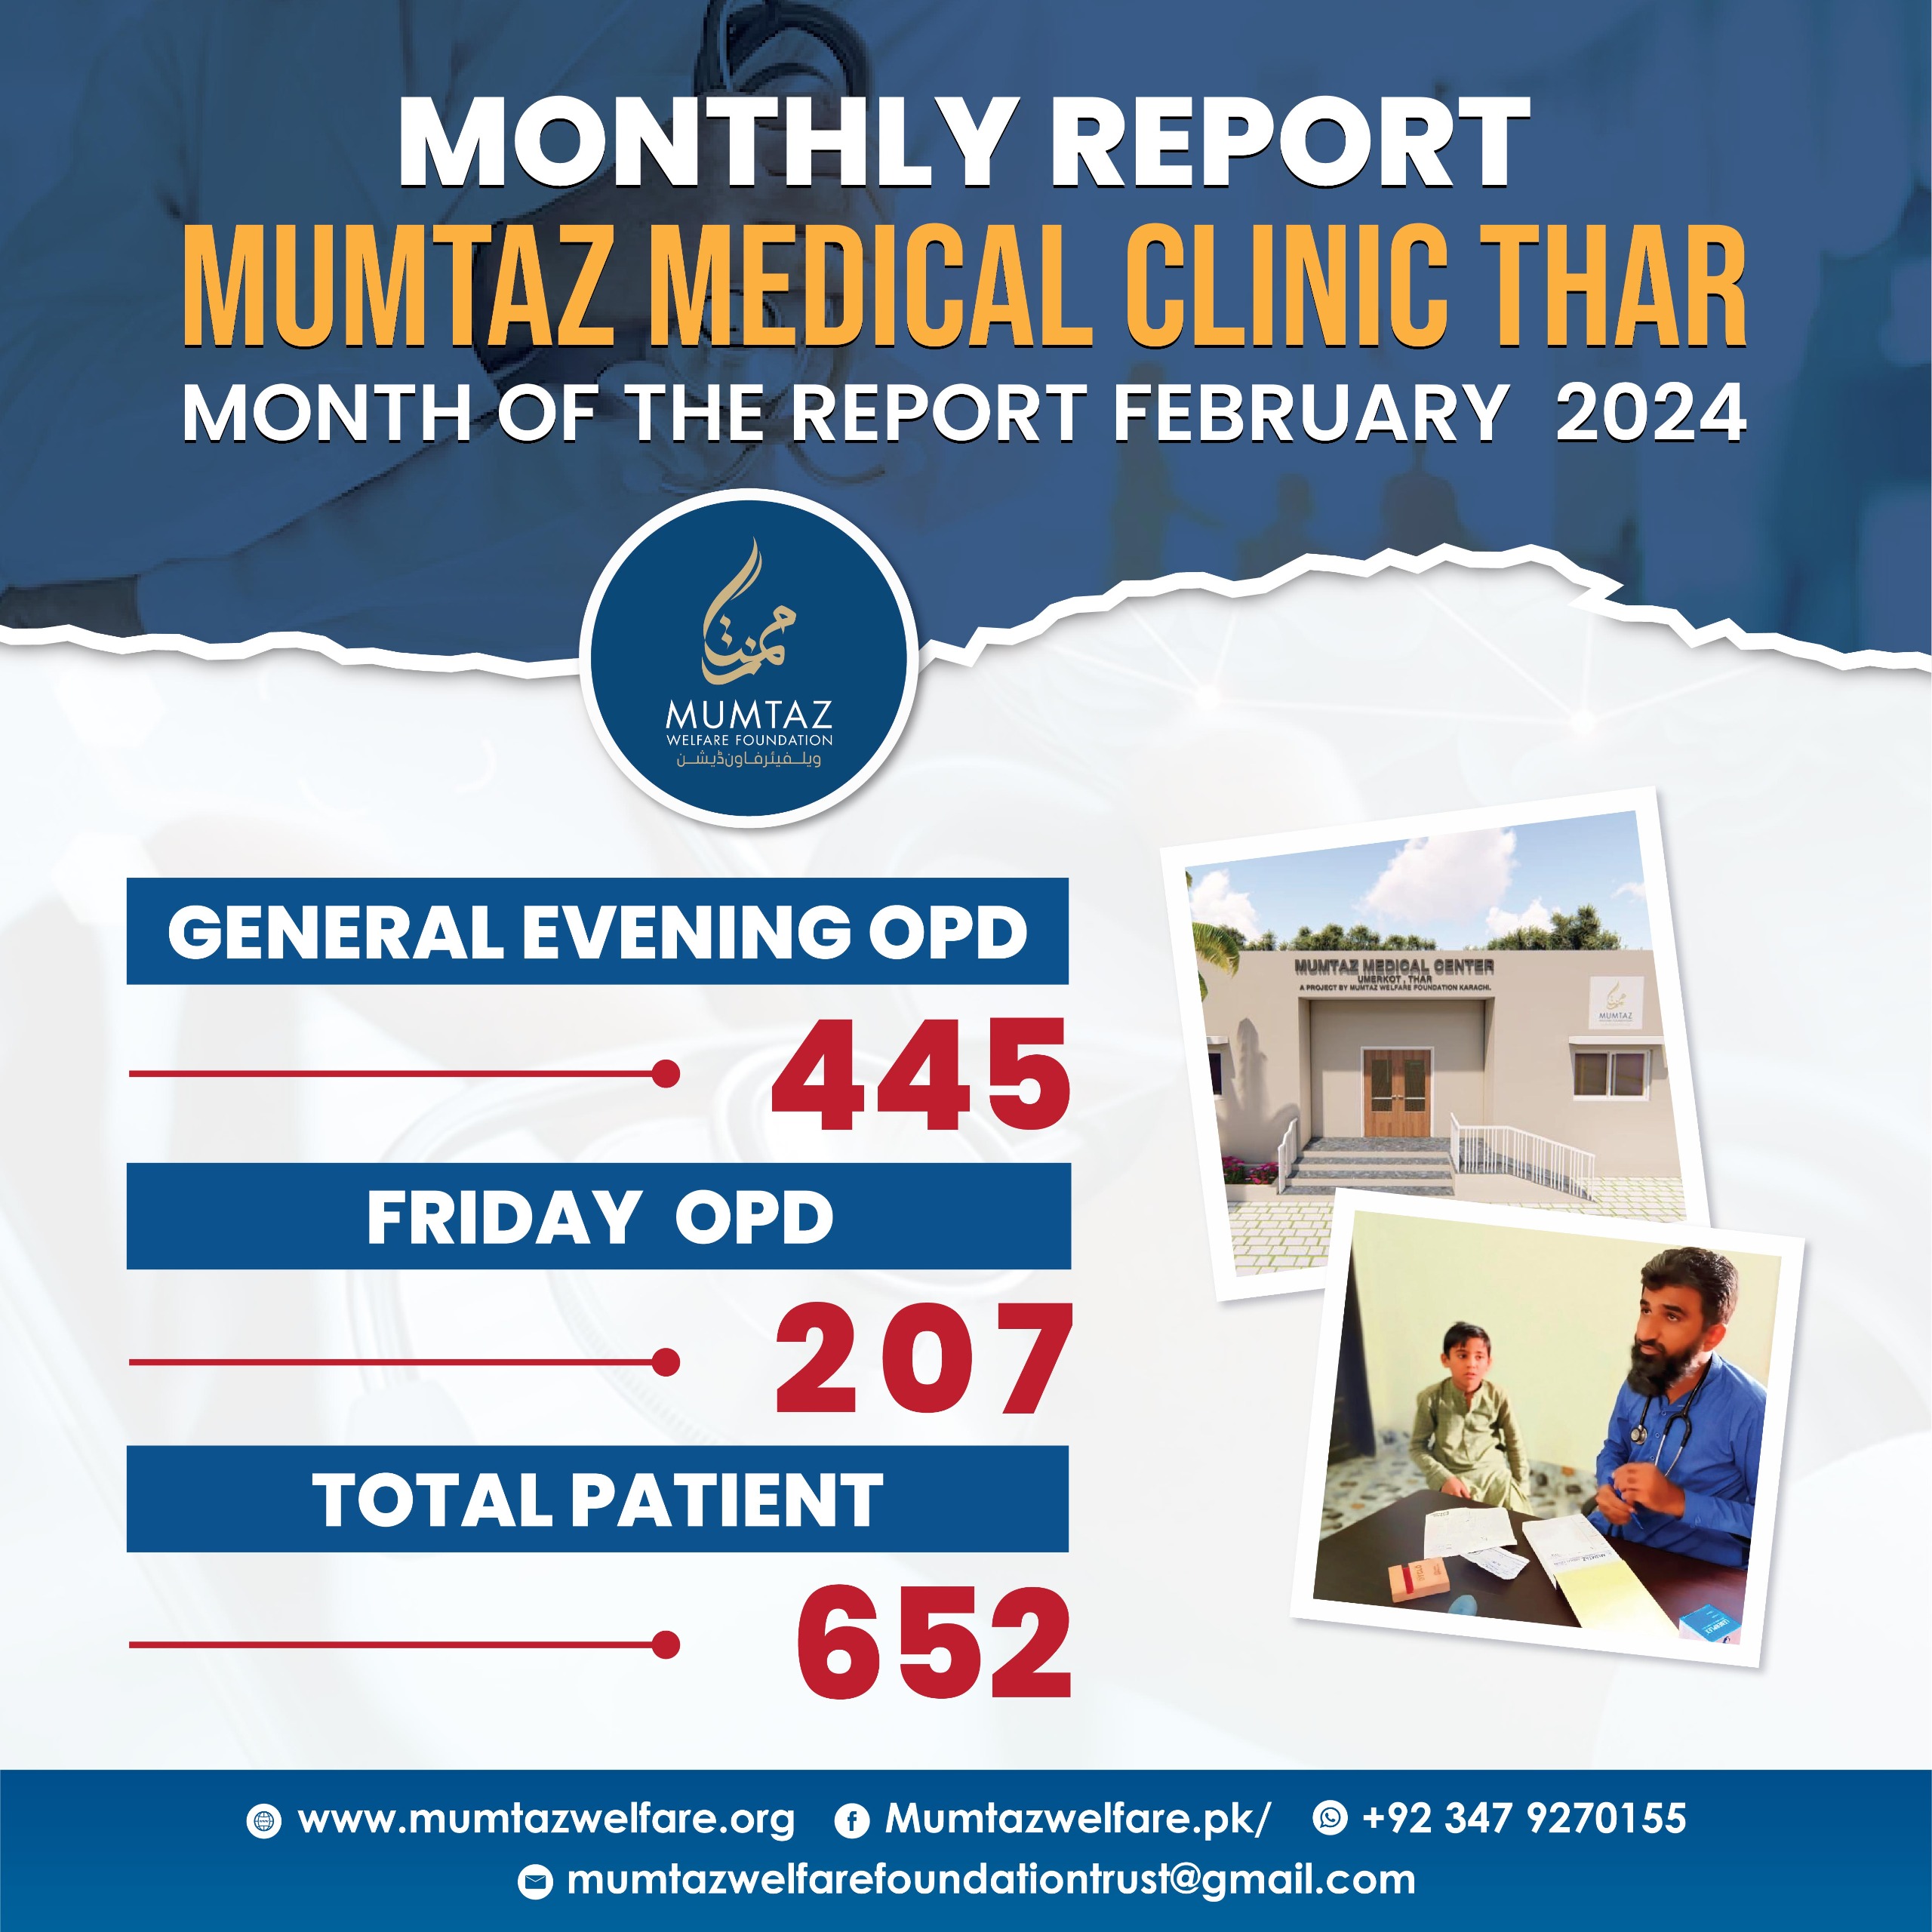 MONTHLY REPORT
MUMTAZ MEDICAL CLINIC THAR
MONTH OF THE REPORT FEBRUARY 2024
ممتاز
MUMTAZ
WELFARE FOUNDATION
ویلفیئر فاونڈیشن
GENERAL EVENING OPD
445
FRIDAY OPD
207
TOTAL PATIENT
652
MUMTAZ MEDICAL CENTER
UMERKOT , THAR
A PROJECT BY MUMTAZ WELFARE FOUNDATION KARACHI.
MUMTAZ
www.mumtazwelfare.org
Mumtazwelfare.pk/
+92 347 9270155
mumtazwelfarefoundationtrust@gmail.com